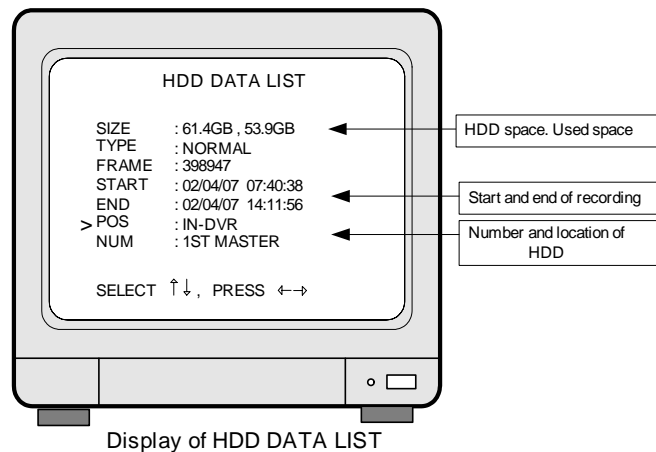 HDD DATA LIST
SIZE : 61.4GB , 53.9GB
TYPE : NORMAL
FRAME : 398947
START : 02/04/07 07:40:38
END : 02/04/07 14:11:56
> POS : IN-DVR
NUM : 1ST MASTER
SELECT ↑↓, PRESS ←→
HDD space. Used space
Start and end of recording
Number and location of
HDD
Display of HDD DATA LIST